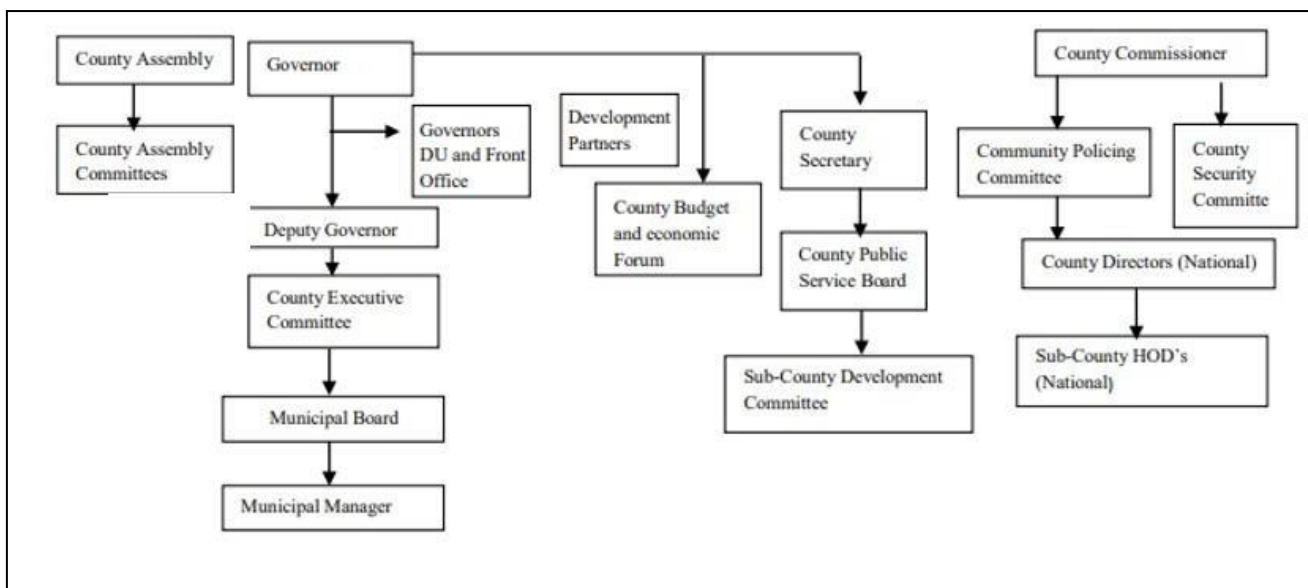 County Assembly
County Assembly
Committees
Governor
Governors
DU and Front
Office
Deputy Governor
County Executive
Committee
Municipal Board
Municipal Manager
Development
Partners
County Budget
and economic
Forum
County
Secretary
County Public
Service Board
Sub-County Development
Committee
County Commissioner
Community Policing
Committee
County
Security
Committe
County Directors (National)
Sub-County HOD's
(National)